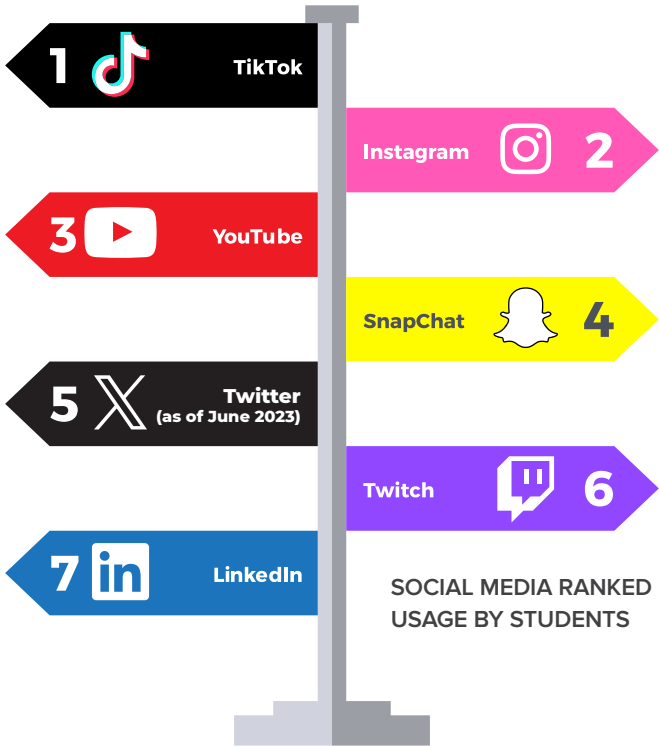 1 TikTok
Instagram 2
3 YouTube
SnapChat 4
5 X Twitter
(as of June 2023)
Twitch 6
7 in LinkedIn
SOCIAL MEDIA RANKED
USAGE BY STUDENTS